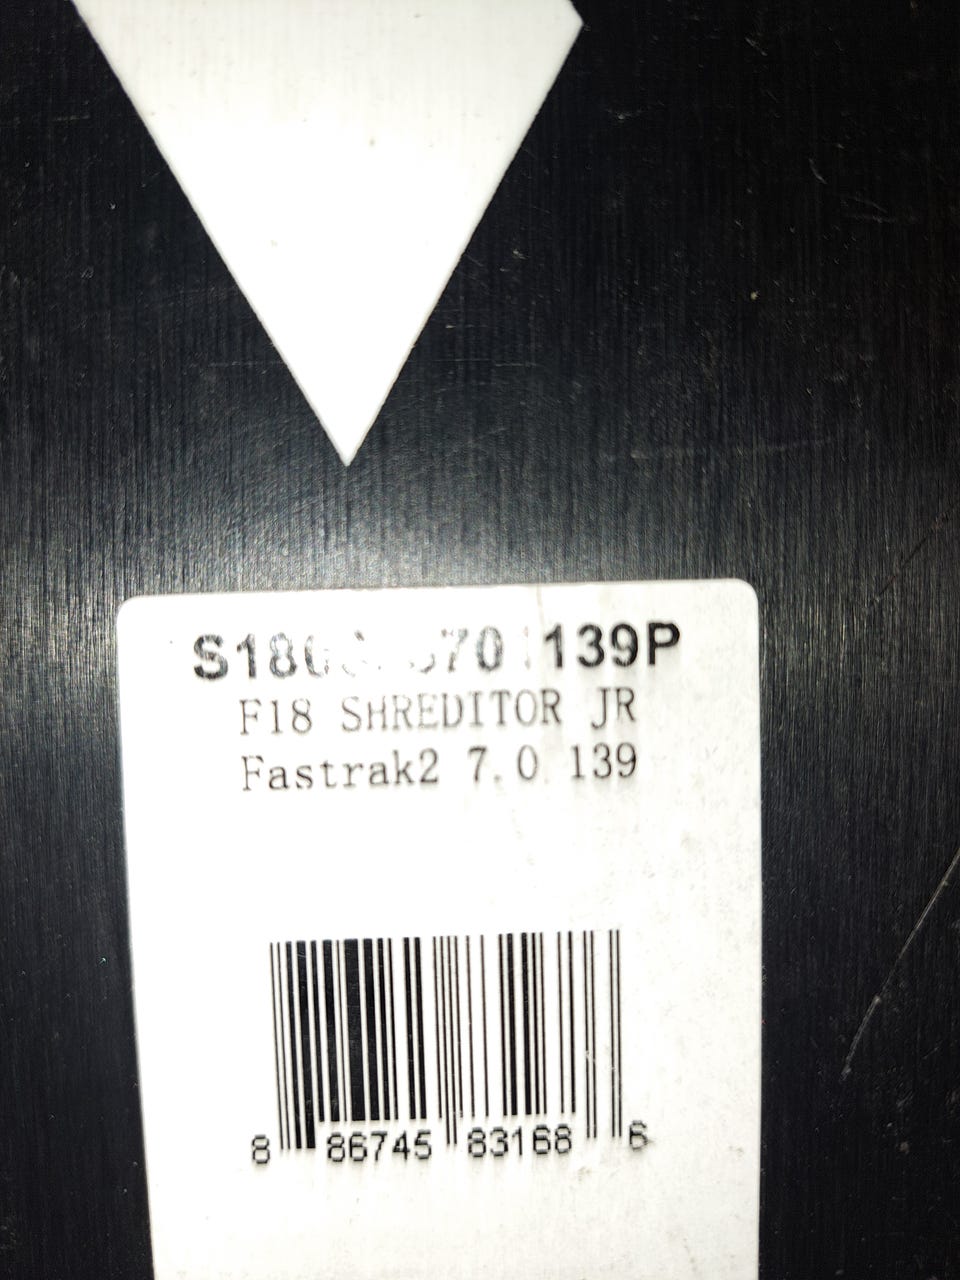 F18 SHREDITOR JR
Fastrak2 7.0 139
8 86745 83168 6